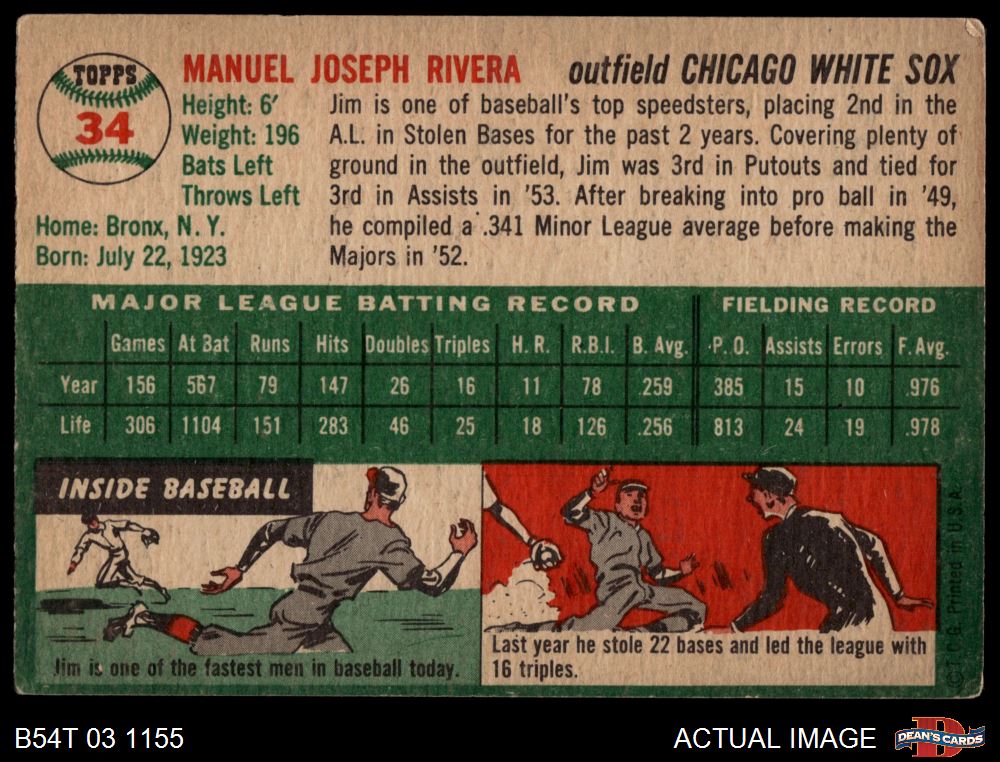 TOPPS
34
MANUEL JOSEPH RIVERA outfield CHICAGO WHITE SOX
Height: 6'
Weight: 196
Bats Left
Throws Left
Home: Bronx, N. Y.
Born: July 22, 1923
Jim is one of baseball's top speedsters, placing 2nd in the
A.L. in Stolen Bases for the past 2 years. Covering plenty of
ground in the outfield, Jim was 3rd in Putouts and tied for
3rd in Assists in '53. After breaking into pro ball in '49,
he compiled a .341 Minor League average before making the
Majors in '52.
MAJOR LEAGUE BATTING RECORD FIELDING RECORD
Games At Bat Runs Hits Doubles Triples H. R. R.B.I. B. Avg. P. O. Assists Errors F. Avg.
Year 156 567 79 147 26 16 11 78 .259 385 15 10 .976
Life 306 1104 151 283 46 25 18 126 .256 813 24 19 .978
INSIDE BASEBALL
Jim is one of the fastest men in baseball today.
Last year he stole 22 bases and led the league with
16 triples.
© T. C. G. Printed in U.S.A.
B54T 03 1155
ACTUAL IMAGE
DEAN'S CARDS